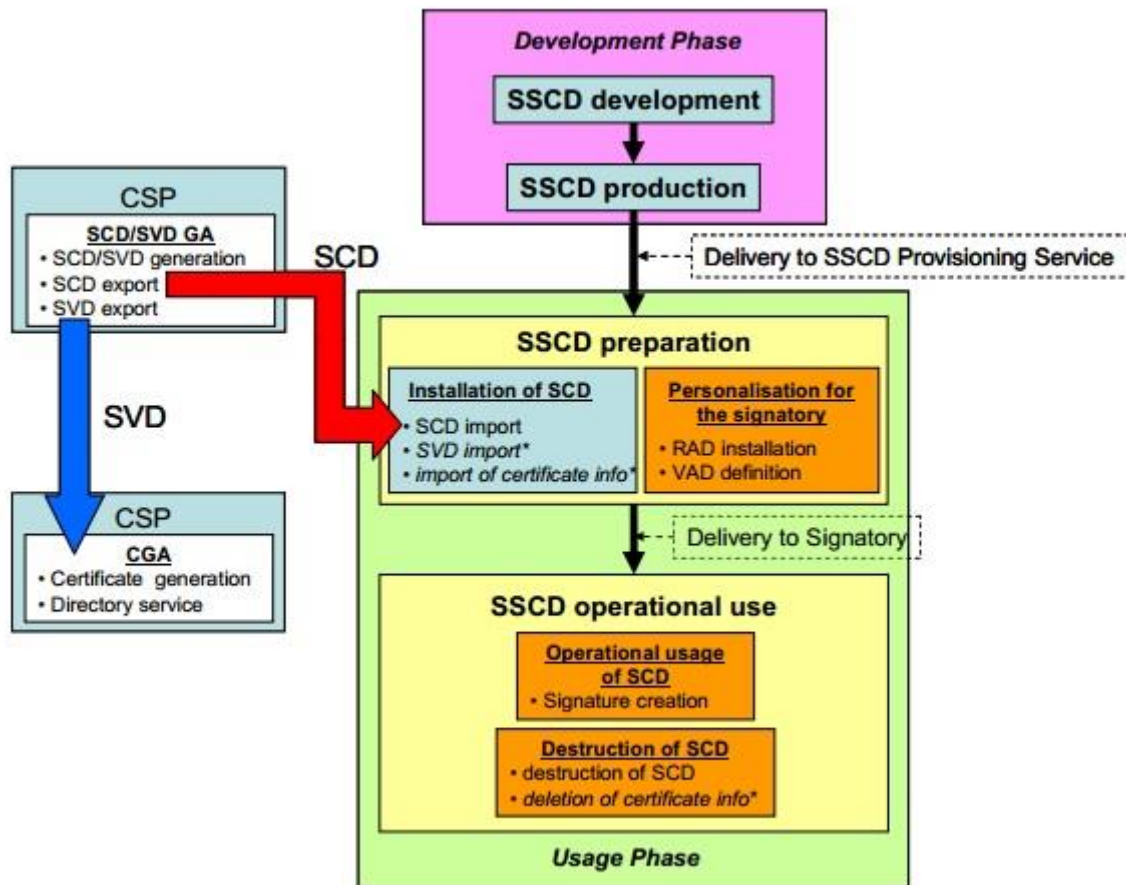 Development Phase
SSCD development
SSCD production
Delivery to SSCD Provisioning Service
CSP
SCD/SVD GA
• SCD/SVD generation
• SCD export
• SVD export
SCD
SVD
CSP
CGA
• Certificate generation
• Directory service
SSCD preparation
Installation of SCD
• SCD import
• SVD import*
• import of certificate info*
Personalisation for
the signatory
• RAD installation
• VAD definition
Delivery to Signatory
SSCD operational use
Operational usage
of SCD
• Signature creation
Destruction of SCD
• destruction of SCD
• deletion of certificate info*
Usage Phase